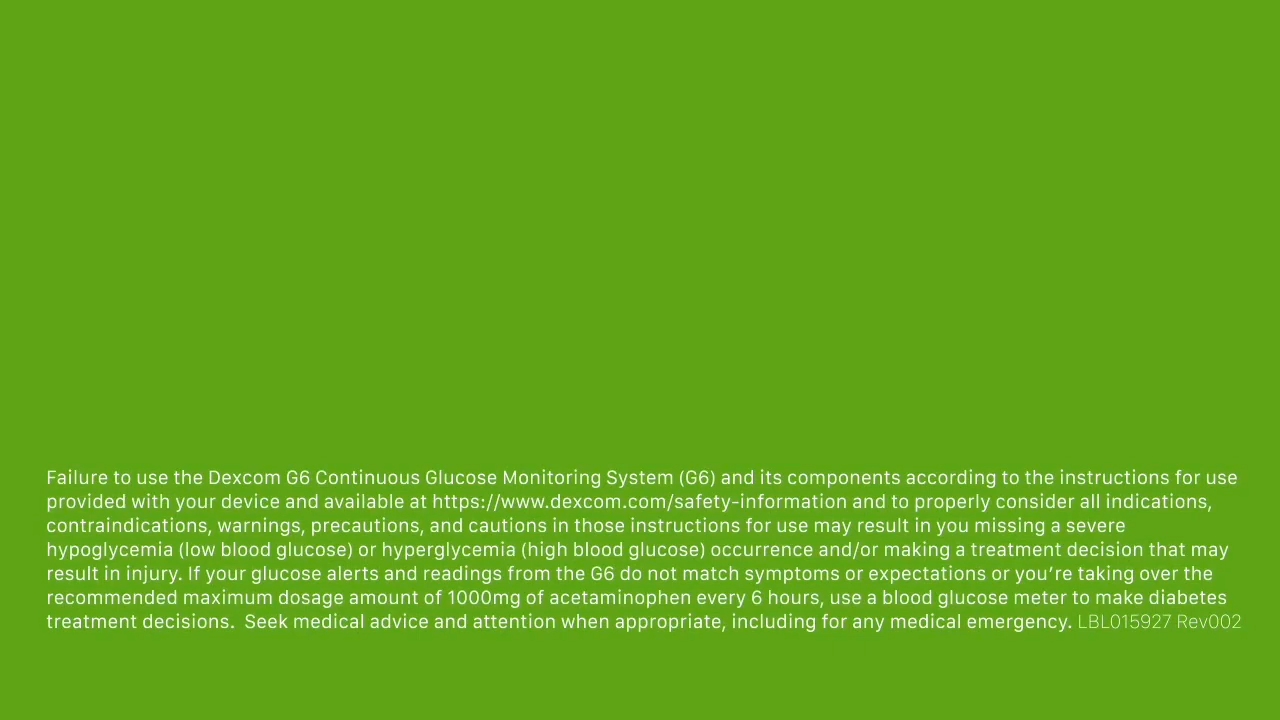 Failure to use the Dexcom G6 Continuous Glucose Monitoring System (G6) and its components according to the instructions for use
provided with your device and available at https://www.dexcom.com/safety-information and to properly consider all indications,
contraindications, warnings, precautions, and cautions in those instructions for use may result in you missing a severe
hypoglycemia (low blood glucose) or hyperglycemia (high blood glucose) occurrence and/or making a treatment decision that may
result in injury. If your glucose alerts and readings from the G6 do not match symptoms or expectations or you’re taking over the
recommended maximum dosage amount of 1000mg of acetaminophen every 6 hours, use a blood glucose meter to make diabetes
treatment decisions.  Seek medical advice and attention when appropriate, including for any medical emergency. LBL015927 Rev002